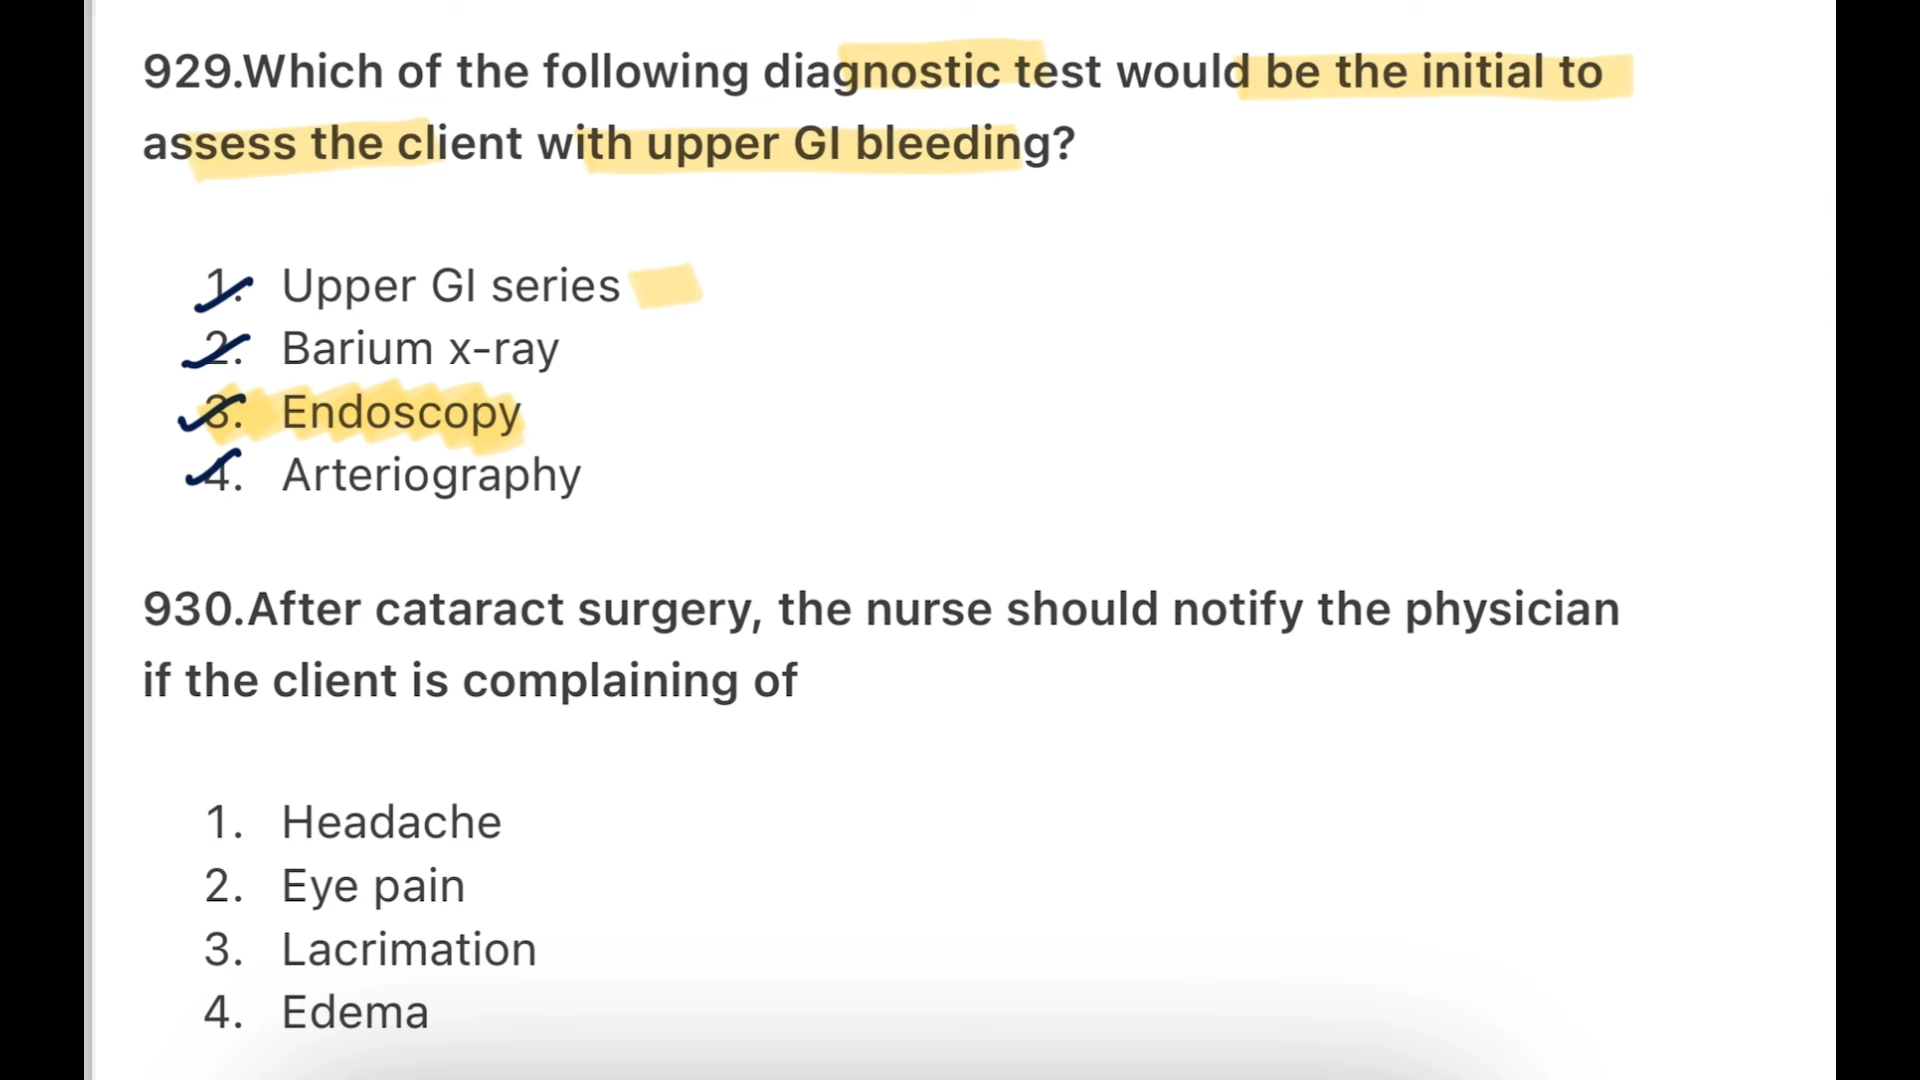 929.Which of the following diagnostic test would be the initial to
assess the client with upper GI bleeding?
1. Upper GI series
2. Barium x-ray
3. Endoscopy
4. Arteriography
930.After cataract surgery, the nurse should notify the physician
if the client is complaining of
1. Headache
2. Eye pain
3. Lacrimation
4. Edema